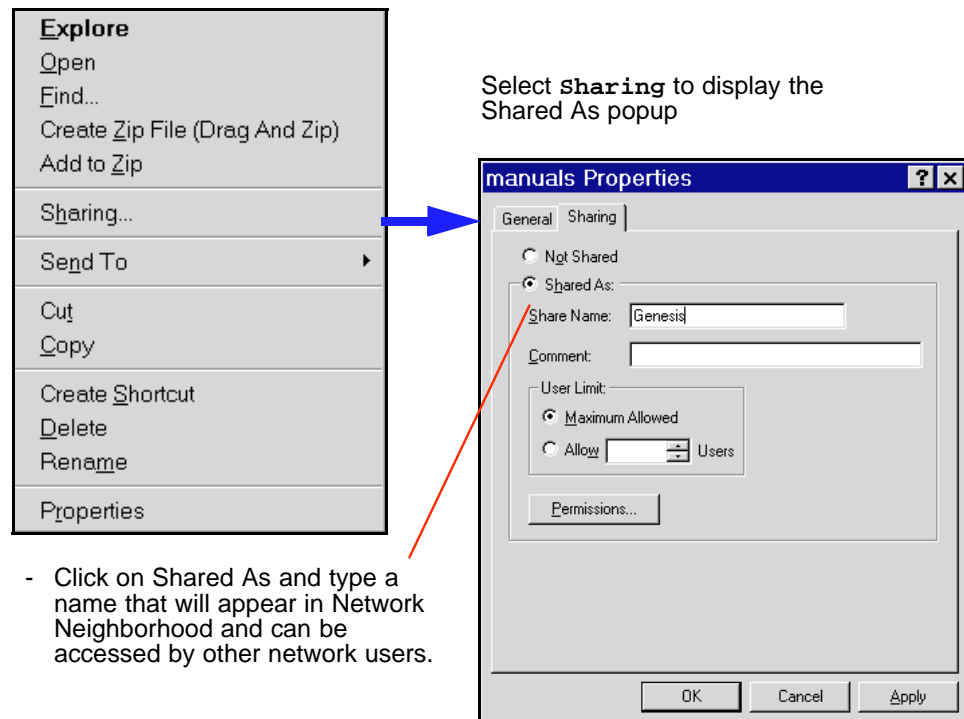 Explore
Open
Find...
Create Zip File (Drag And Zip)
Add to Zip
Sharing...
Send To
Cut
Copy
Create Shortcut
Delete
Rename
Properties
Select Sharing to display the
Shared As popup
manuals Properties
General Sharing
Not Shared
Shared As:
Share Name: Genesis
Comment:
User Limit:
Maximum Allowed
Allow Users
Permissions...
OK Cancel Apply
- Click on Shared As and type a
name that will appear in Network
Neighborhood and can be
accessed by other network users.